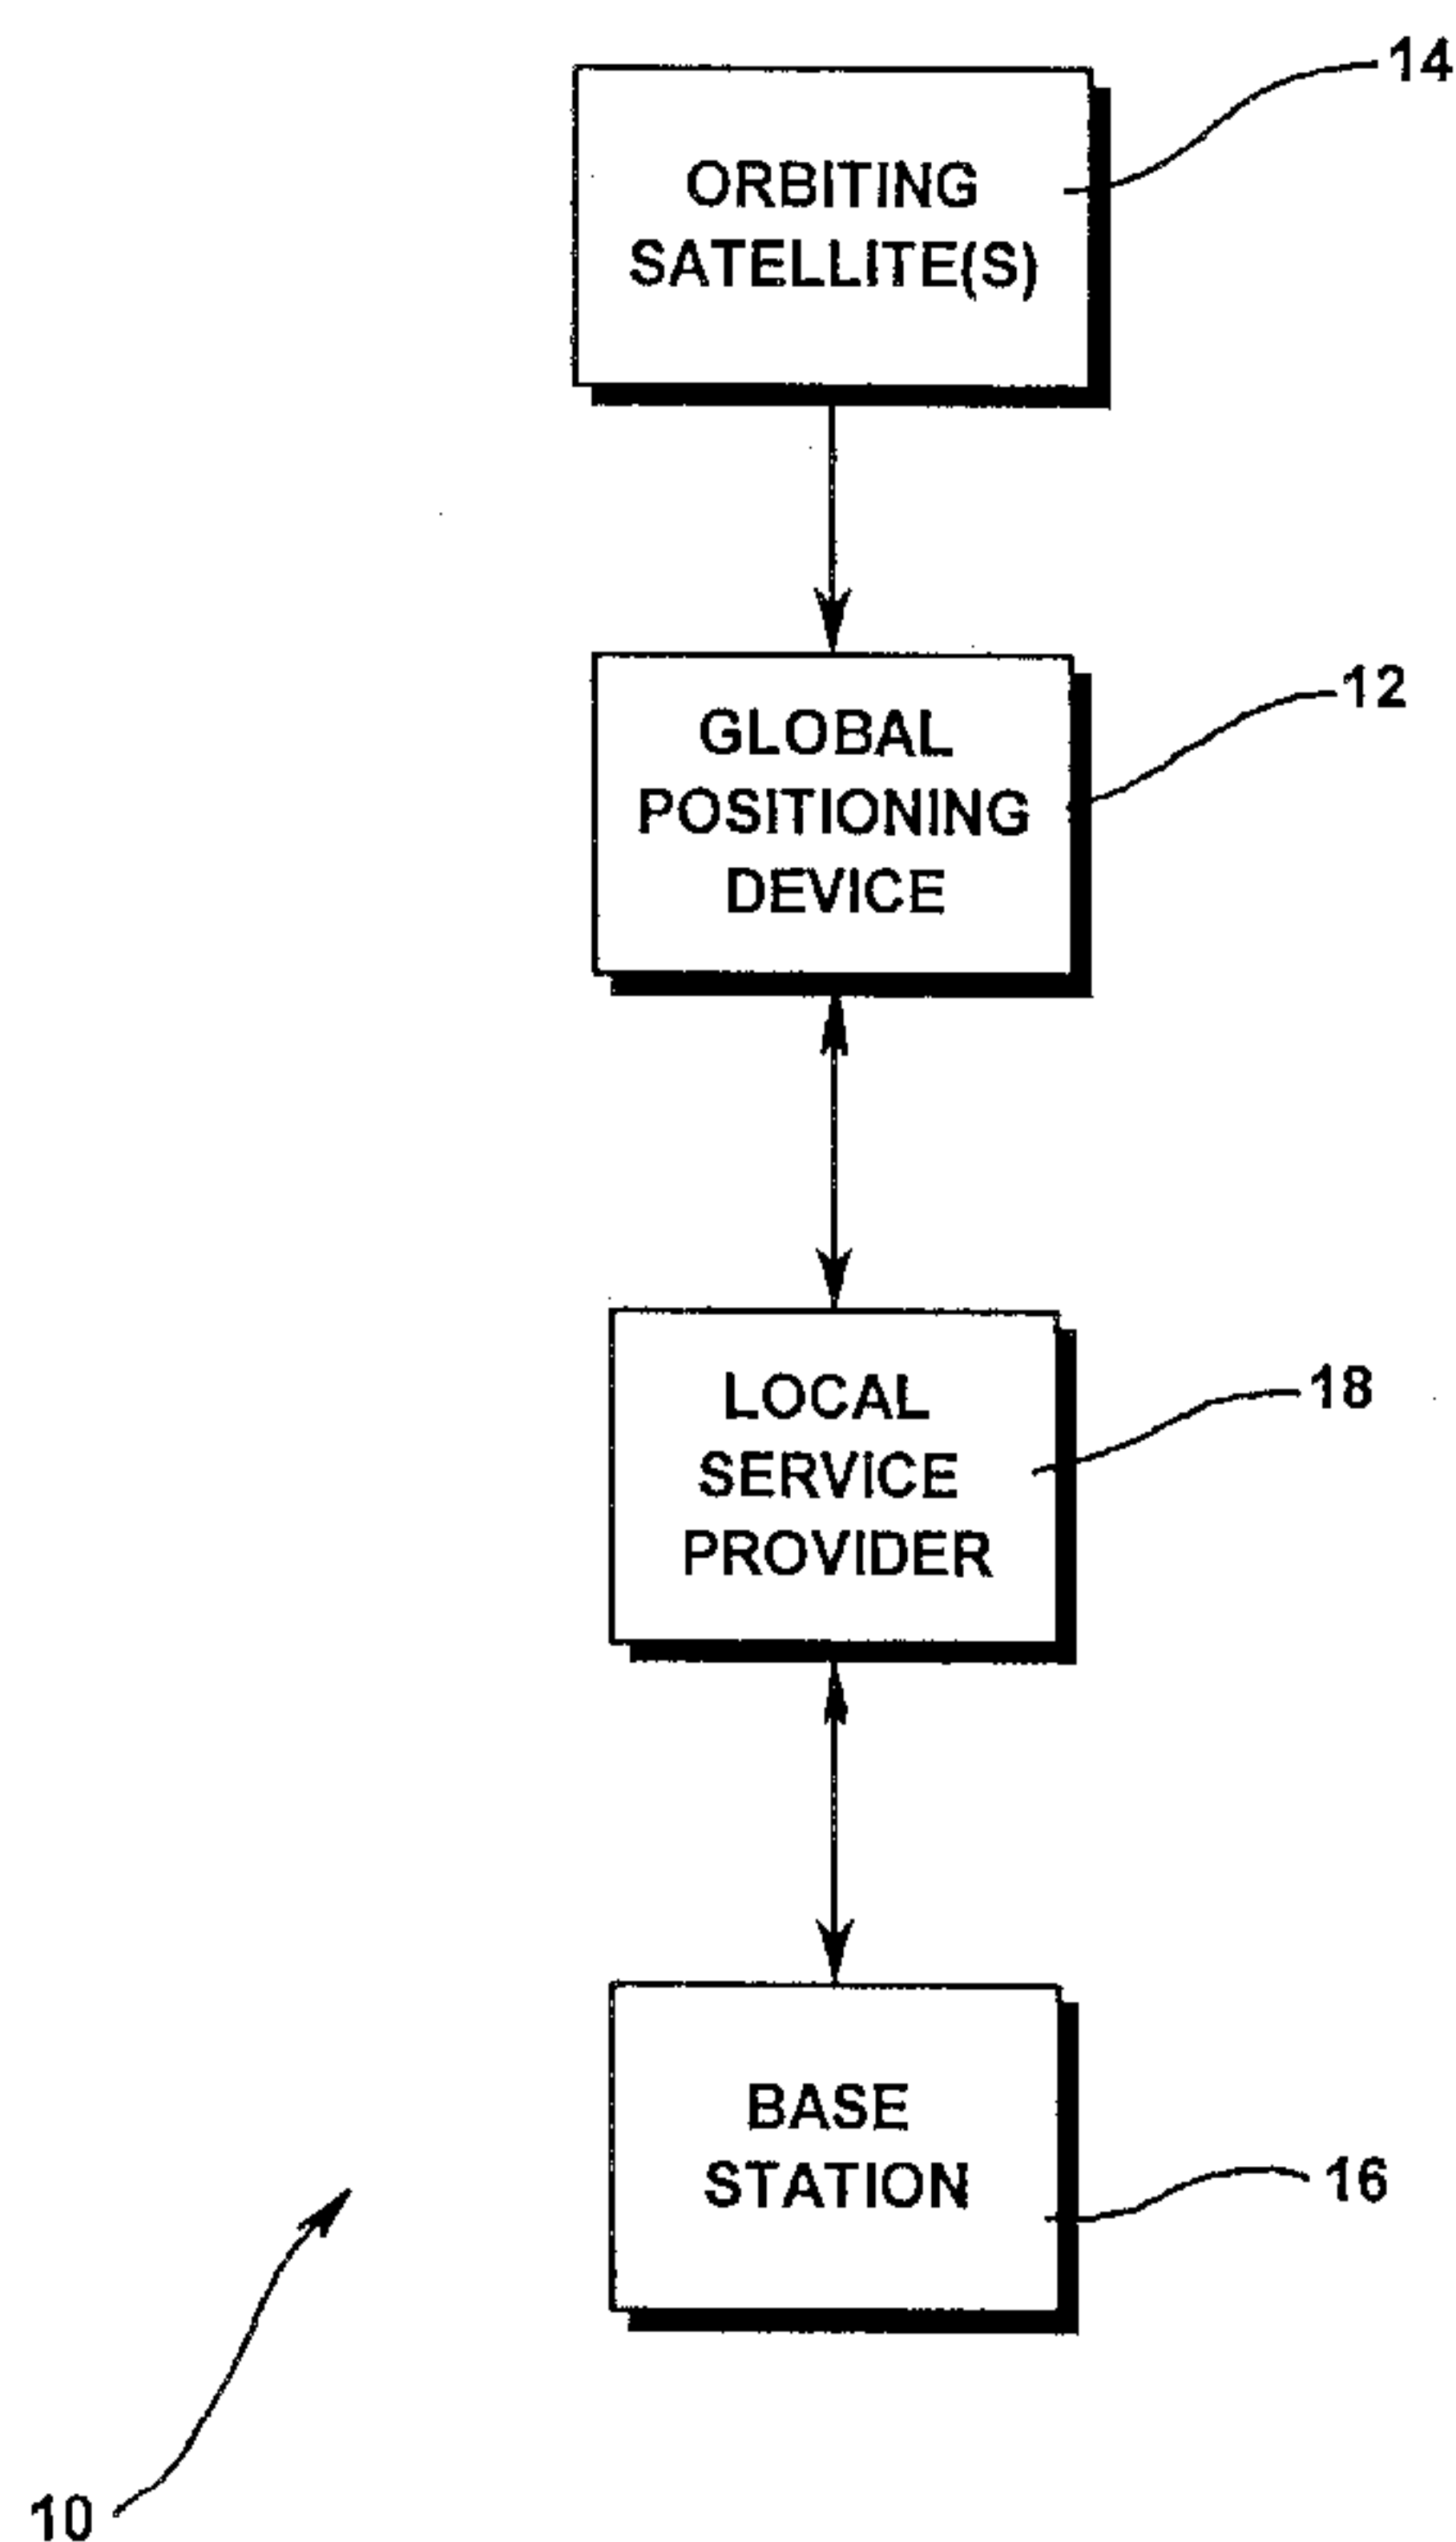 14
ORBITING
SATELLITE(S)
12
GLOBAL
POSITIONING
DEVICE
18
LOCAL
SERVICE
PROVIDER
BASE
STATION
16
10